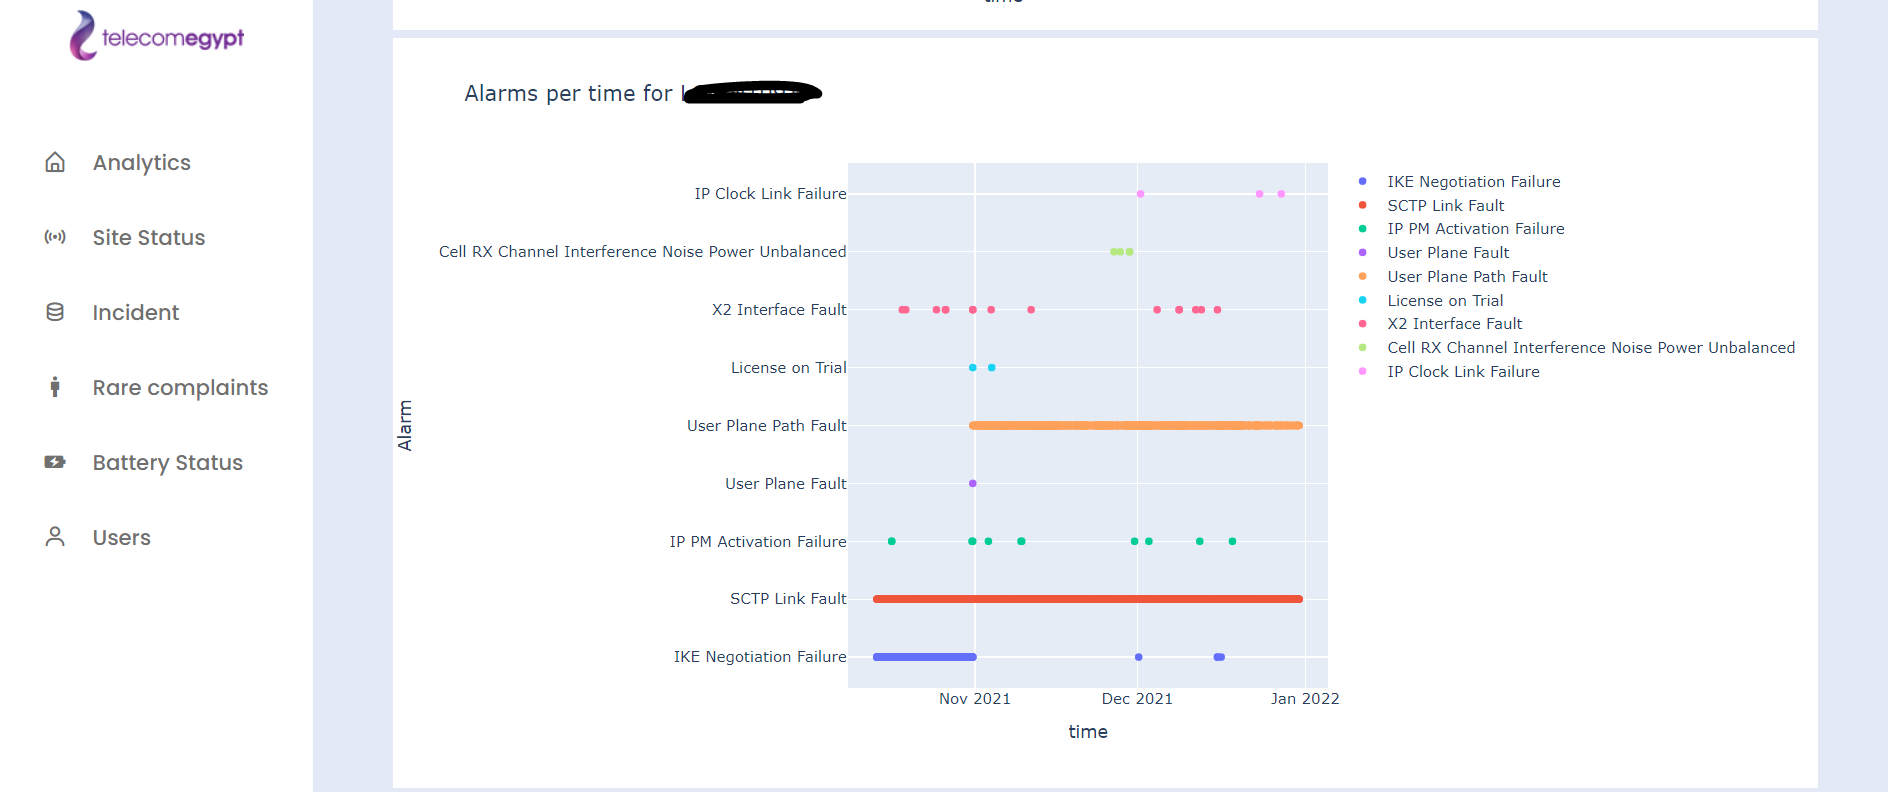 time
telecomegypt
Analytics
Site Status
Incident
Rare complaints
Battery Status
Users
Alarms per time for
Alarm
IP Clock Link Failure
Cell RX Channel Interference Noise Power Unbalanced
X2 Interface Fault
License on Trial
User Plane Path Fault
User Plane Fault
IP PM Activation Failure
SCTP Link Fault
IKE Negotiation Failure
Nov 2021 Dec 2021 Jan 2022
time
IKE Negotiation Failure
SCTP Link Fault
IP PM Activation Failure
User Plane Fault
User Plane Path Fault
License on Trial
X2 Interface Fault
Cell RX Channel Interference Noise Power Unbalanced
IP Clock Link Failure